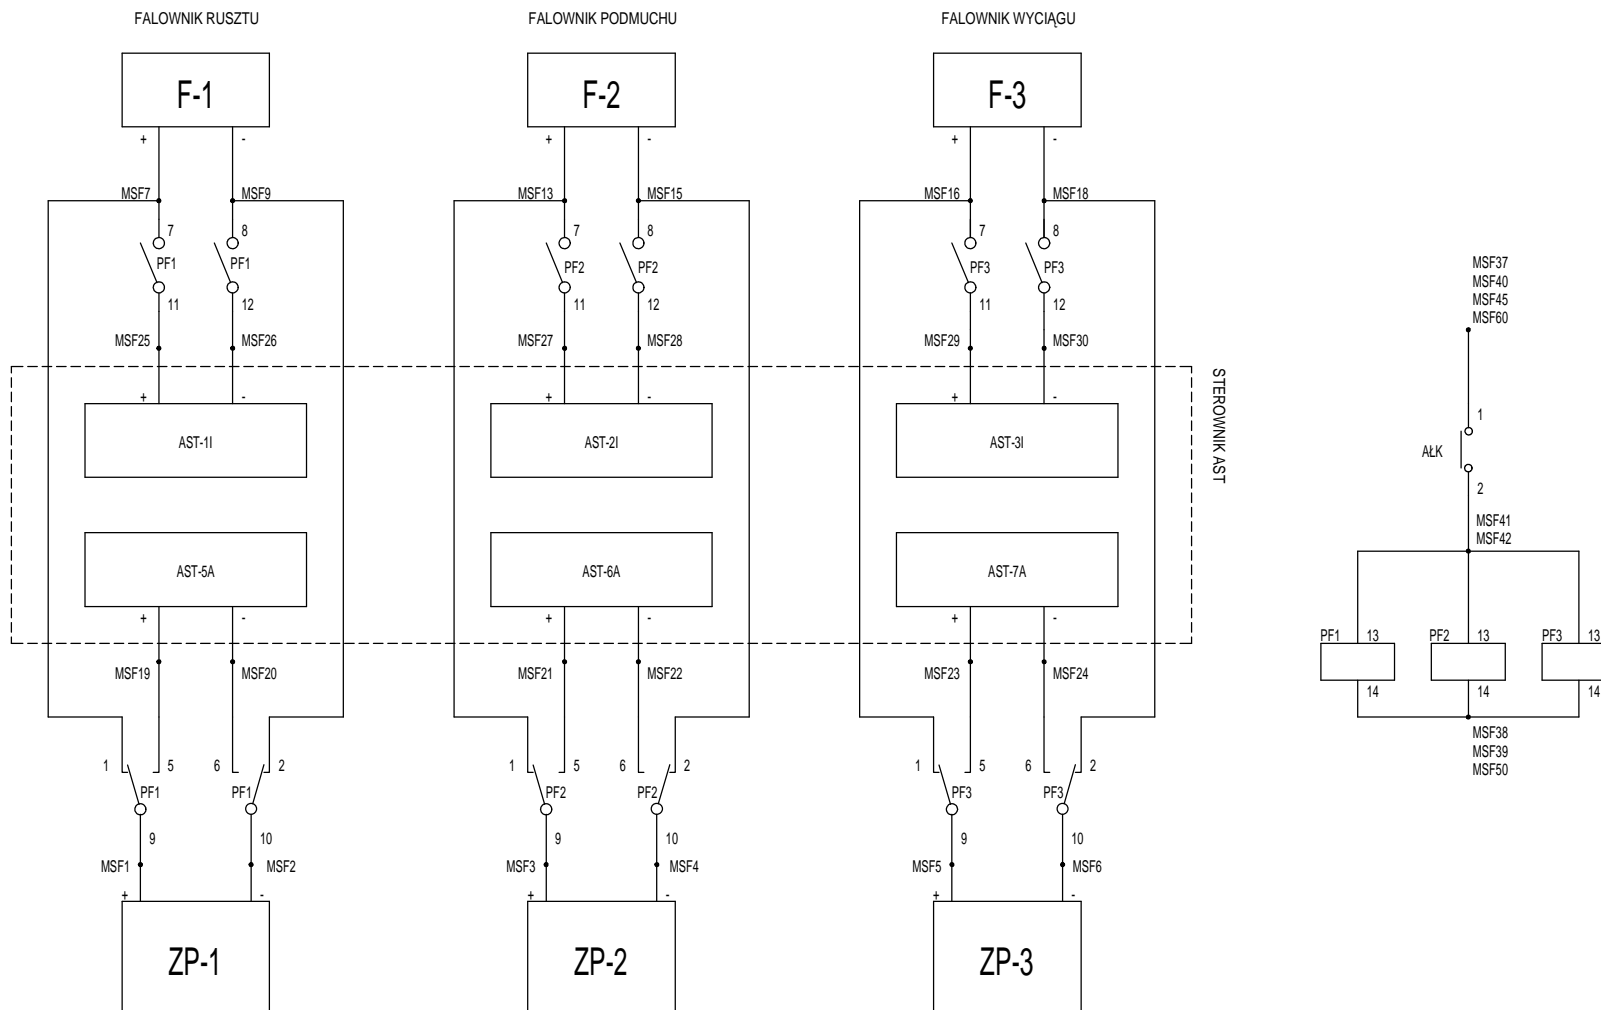 FALOWNIK RUSZTU FALOWNIK PODMUCHU FALOWNIK WYCIĄGU
F-1 F-2 F-3
+ - + - + -
MSF7 MSF9 MSF13 MSF15 MSF16 MSF18
7 8 7 8 7 8
PF1 PF1 PF2 PF2 PF3 PF3
11 12 11 12 11 12
MSF25 MSF26 MSF27 MSF28 MSF29 MSF30
+ - + - + -
AST-1I AST-2I AST-3I
STEROWNIK AST
AST-5A AST-6A AST-7A
+ - + - + -
MSF19 MSF20 MSF21 MSF22 MSF23 MSF24
1 5 6 2 1 5 6 2 1 5 6 2
PF1 PF1 PF2 PF2 PF3 PF3
9 10 9 10 9 10
MSF1 MSF2 MSF3 MSF4 MSF5 MSF6
+ - + - + -
ZP-1 ZP-2 ZP-3
MSF37
MSF40
MSF45
MSF60
1
AŁK
2
MSF41
MSF42
PF1 13 PF2 13 PF3 13
14 14 14
MSF38
MSF39
MSF50